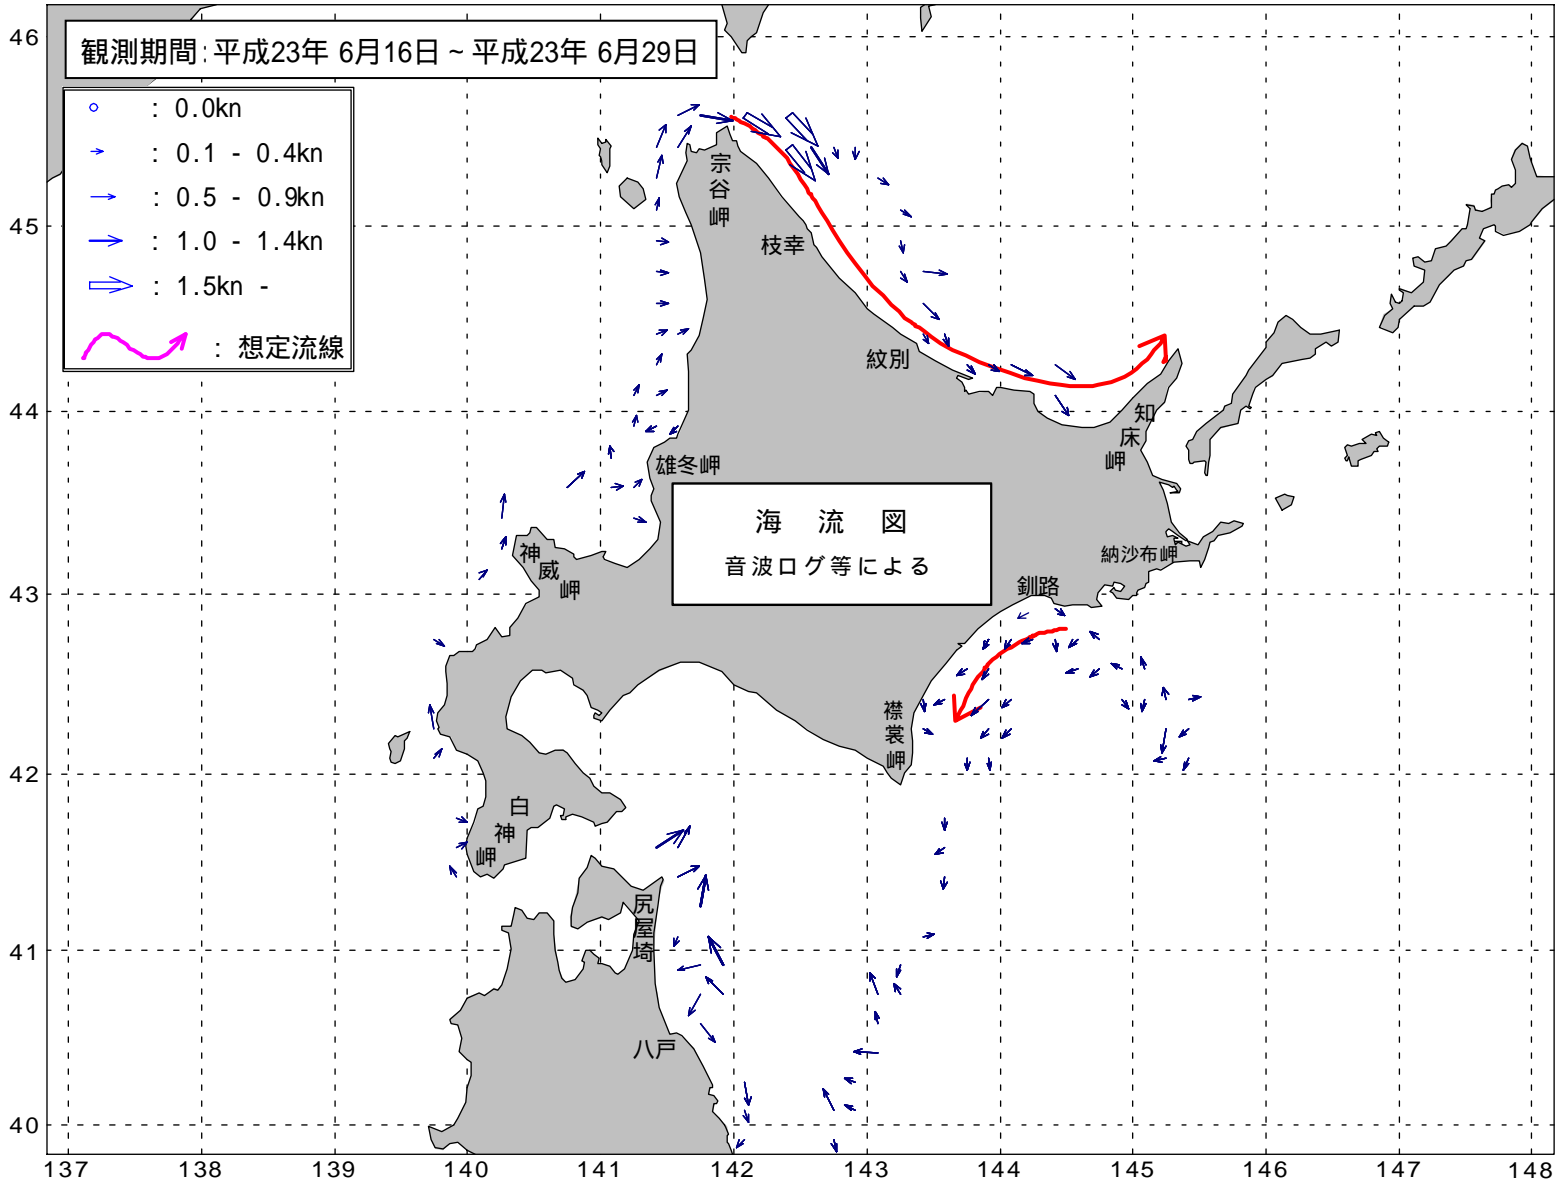 観測期間:平成23年 6月16日 ~ 平成23年 6月29日
: 0.0kn
: 0.1 - 0.4kn
: 0.5 - 0.9kn
: 1.0 - 1.4kn
: 1.5kn -
: 想定流線
宗谷岬
枝幸
紋別
知床岬
雄冬岬
海 流 図
音波ログ等による
納沙布岬
神威岬
釧路
襟裳岬
白神岬
尻屋埼
八戸
46
45
44
43
42
41
40
137 138 139 140 141 142 143 144 145 146 147 148